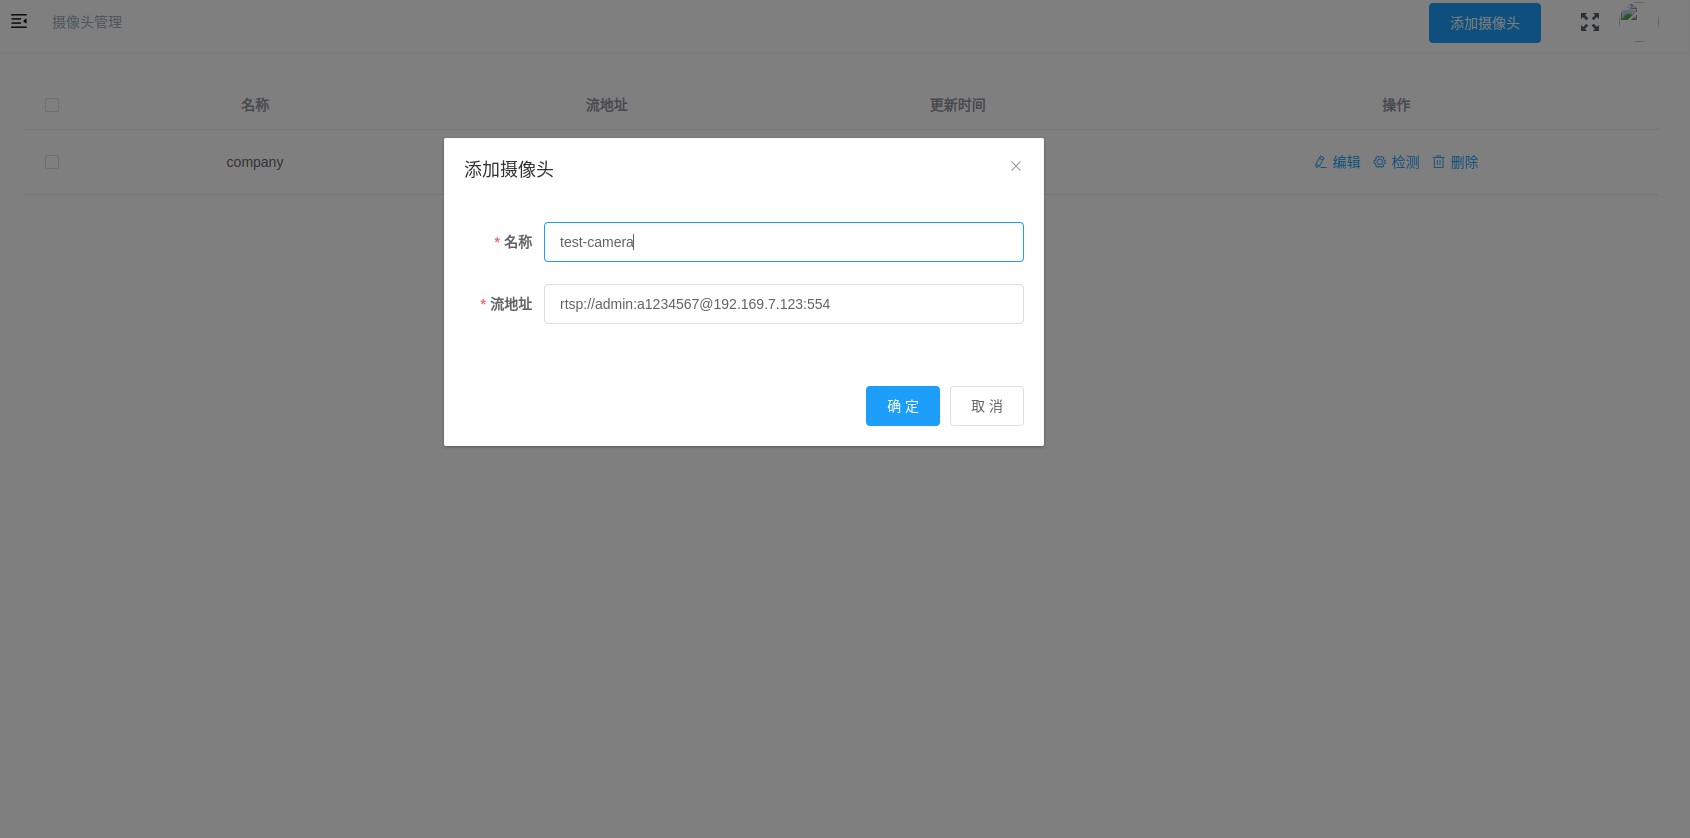 摄像头管理
添加摄像头
名称 流地址 更新时间 操作
company 编辑 检测 删除
添加摄像头
* 名称 test-camera
* 流地址 rtsp://admin:a1234567@192.169.7.123:554
确 定 取 消